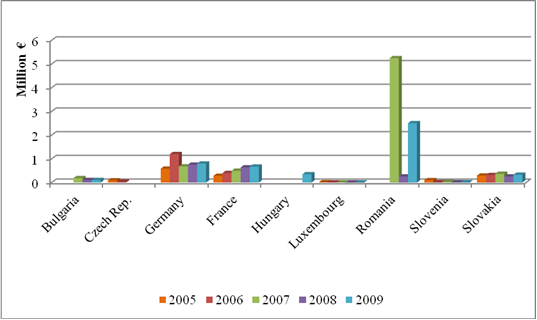 Million €
6
5
4
3
2
1
0
Bulgaria
Czech Rep.
Germany
France
Hungary
Luxembourg
Romania
Slovenia
Slovakia
2005 2006 2007 2008 2009